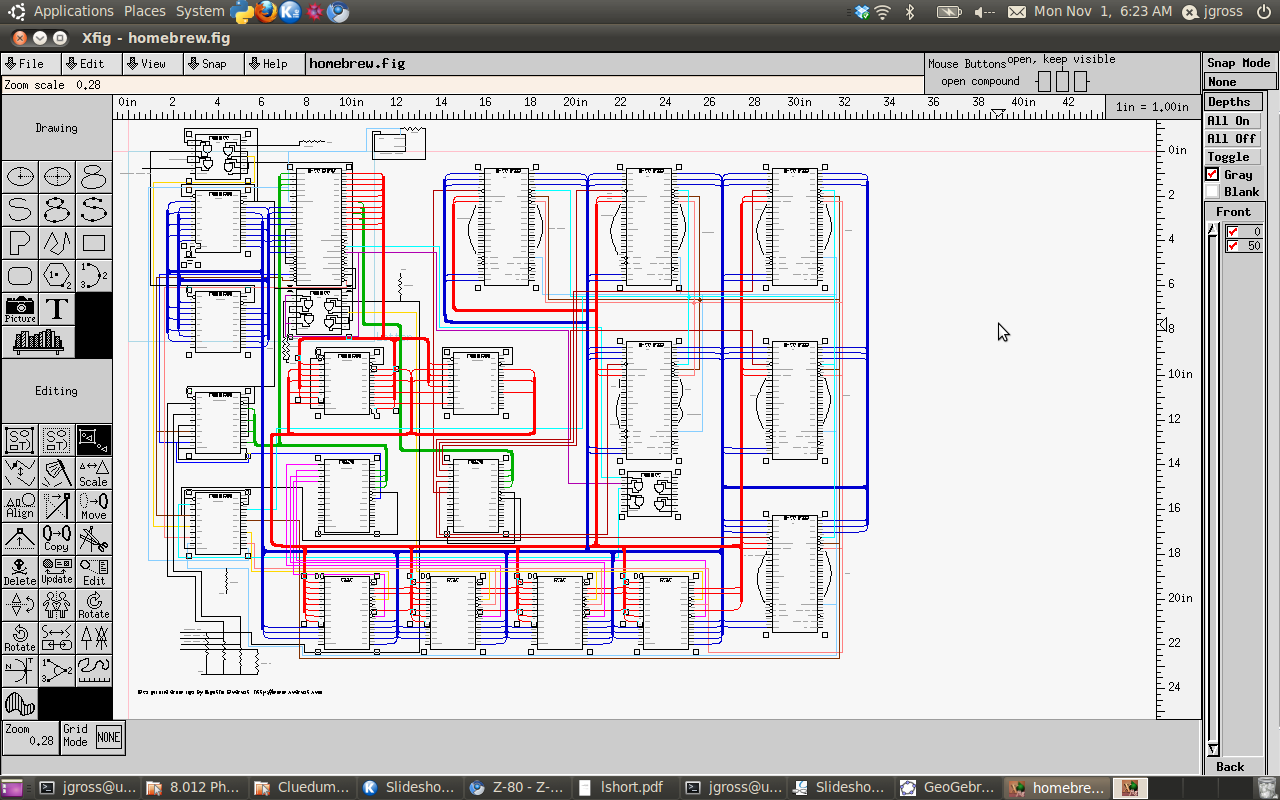 Applications Places System
Mon Nov 1, 6:23 AM jgross
Xfig - homebrew.fig
File Edit View Snap Help homebrew.fig
Mouse Buttons open, keep visible
open compound
Snap Mode
None
Zoom scale 0.28
0in 2 4 6 8 10in 12 14 16 18 20in 22 24 26 28 30in 32 34 36 38 40in 42
1in = 1.00in
Depths
All On
All Off
Toggle
Gray
Blank
Front
0
50
Back
0in
2
4
6
8
10in
12
14
16
18
20in
22
24
Drawing
Picture
T
Editing
Scale
Align
Move
Copy
Delete
Update
Edit
Rotate
Rotate
Zoom
0.28
Grid
Mode
NONE
jgross@u...
8.012 Ph...
Cluedum...
Slidesho...
Z-80 - Z-...
lshort.pdf
jgross@u...
Slidesho...
GeoGebr...
homebre...